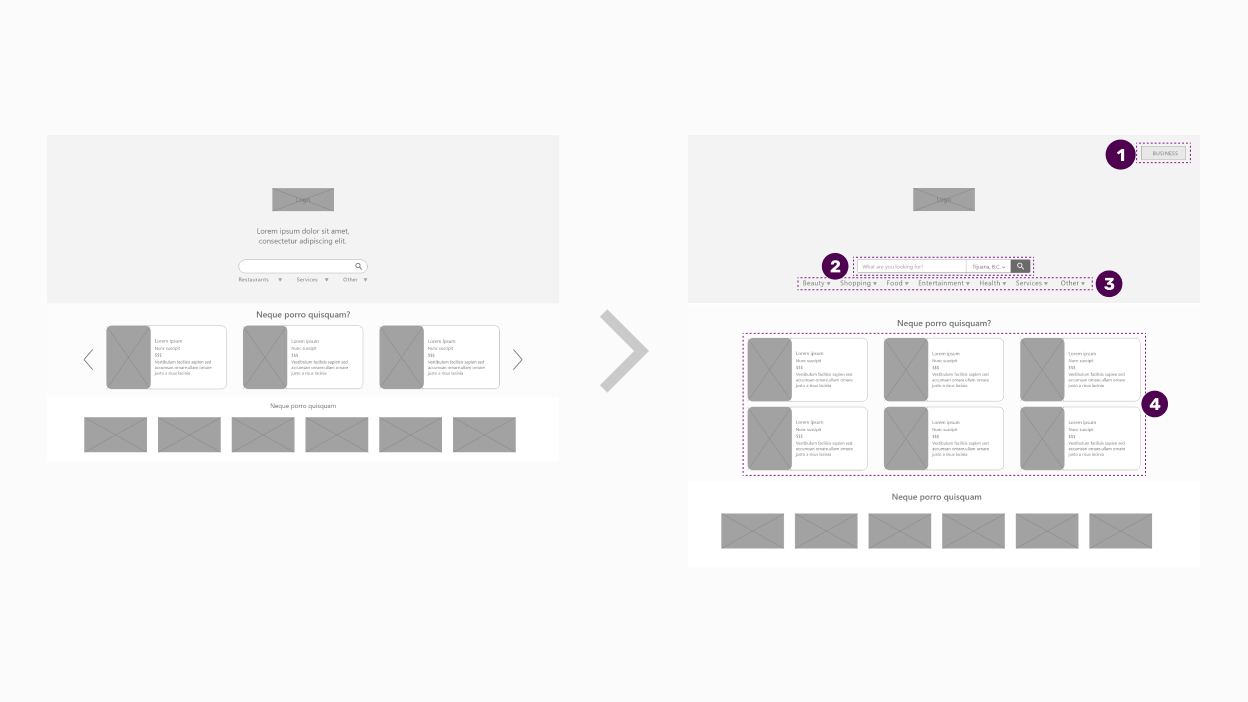 Logo
Lorem ipsum dolor sit amet,
consectetur adipiscing elit.
Restaurants Services Other
Neque porro quisquam?
Lorem ipsum
Nunc suscipit
$$$
Vestibulum facilisis sapien sed
accumsan ornare.ullam ornare
justo a risus lacinia
Lorem ipsum
Nunc suscipit
$$$
Vestibulum facilisis sapien sed
accumsan ornare.ullam ornare
justo a risus lacinia
Lorem ipsum
Nunc suscipit
$$$
Vestibulum facilisis sapien sed
accumsan ornare.ullam ornare
justo a risus lacinia
Neque porro quisquam
1
BUSINESS
Logo
2
What are you looking for? Tijuana, B.C.
Beauty Shopping Food Entertainment Health Services Other
3
Neque porro quisquam?
Lorem ipsum
Nunc suscipit
$$$
Vestibulum facilisis sapien sed
accumsan ornare.ullam ornare
justo a risus lacinia
Lorem ipsum
Nunc suscipit
$$$
Vestibulum facilisis sapien sed
accumsan ornare.ullam ornare
justo a risus lacinia
Lorem ipsum
Nunc suscipit
$$$
Vestibulum facilisis sapien sed
accumsan ornare.ullam ornare
justo a risus lacinia
4
Lorem ipsum
Nunc suscipit
$$$
Vestibulum facilisis sapien sed
accumsan ornare.ullam ornare
justo a risus lacinia
Lorem ipsum
Nunc suscipit
$$$
Vestibulum facilisis sapien sed
accumsan ornare.ullam ornare
justo a risus lacinia
Lorem ipsum
Nunc suscipit
$$$
Vestibulum facilisis sapien sed
accumsan ornare.ullam ornare
justo a risus lacinia
Neque porro quisquam